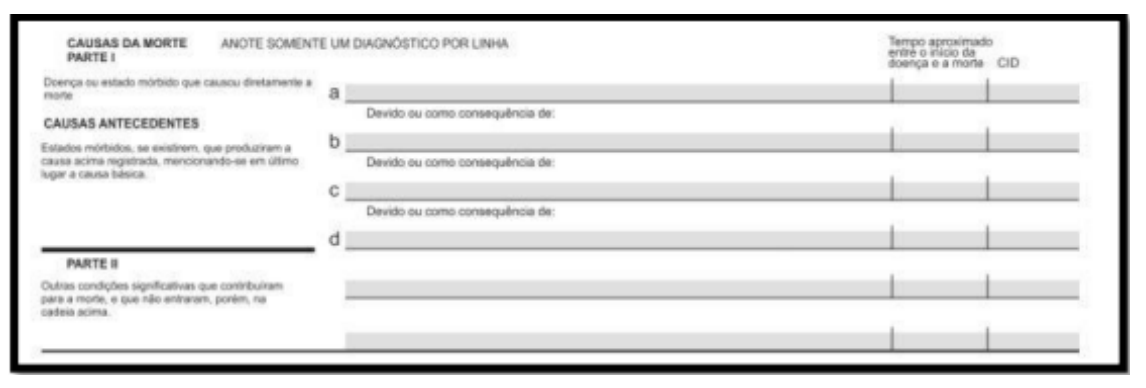 CAUSAS DA MORTE
PARTE I
ANOTE SOMENTE UM DIAGNÓSTICO POR LINHA
Tempo aproximado
entre o início da
doença e a morte
CID
Doença ou estado mórbido que causou diretamente a
morte
a
Devido ou como consequência de:
CAUSAS ANTECEDENTES
Estados mórbidos, se existirem, que produziram a
causa acima registrada, mencionando-se em último
lugar a causa básica.
b
Devido ou como consequência de:
c
Devido ou como consequência de:
d
PARTE II
Outras condições significativas que contribuíram
para a morte, e que não entraram, porém, na
cadeia acima.